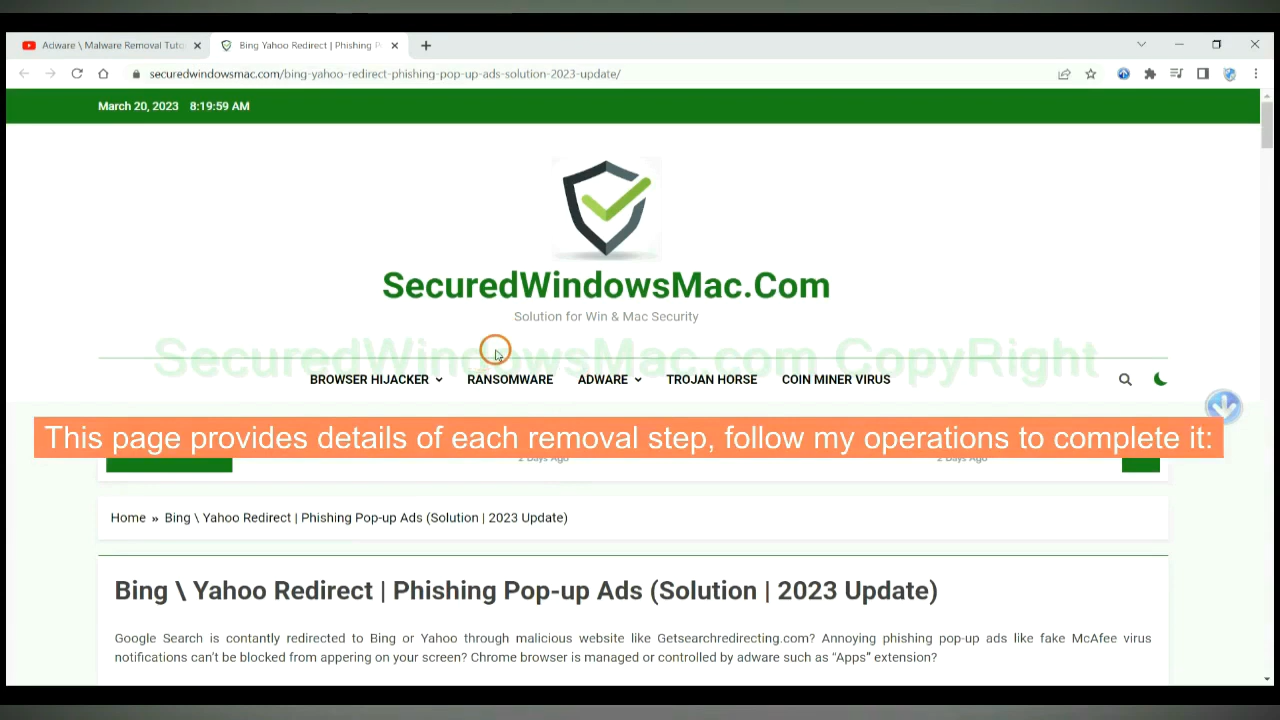 Adware \ Malware Removal Tuto
Bing Yahoo Redirect | Phishing P
securedwindowsmac.com/bing-yahoo-redirect-phishing-pop-up-ads-solution-2023-update/
March 20, 2023 8:19:59 AM
SecuredWindowsMac.Com
Solution for Win & Mac Security
SecuredWindowsMac.com CopyRight
BROWSER HIJACKER RANSOMWARE ADWARE TROJAN HORSE COIN MINER VIRUS
This page provides details of each removal step, follow my operations to complete it:
2 Days Ago 2 Days Ago
Home » Bing \ Yahoo Redirect | Phishing Pop-up Ads (Solution | 2023 Update)
Bing \ Yahoo Redirect | Phishing Pop-up Ads (Solution | 2023 Update)
Google Search is contantly redirected to Bing or Yahoo through malicious website like Getsearchredirecting.com? Annoying phishing pop-up ads like fake McAfee virus
notifications can't be blocked from appering on your screen? Chrome browser is managed or controlled by adware such as “Apps” extension?